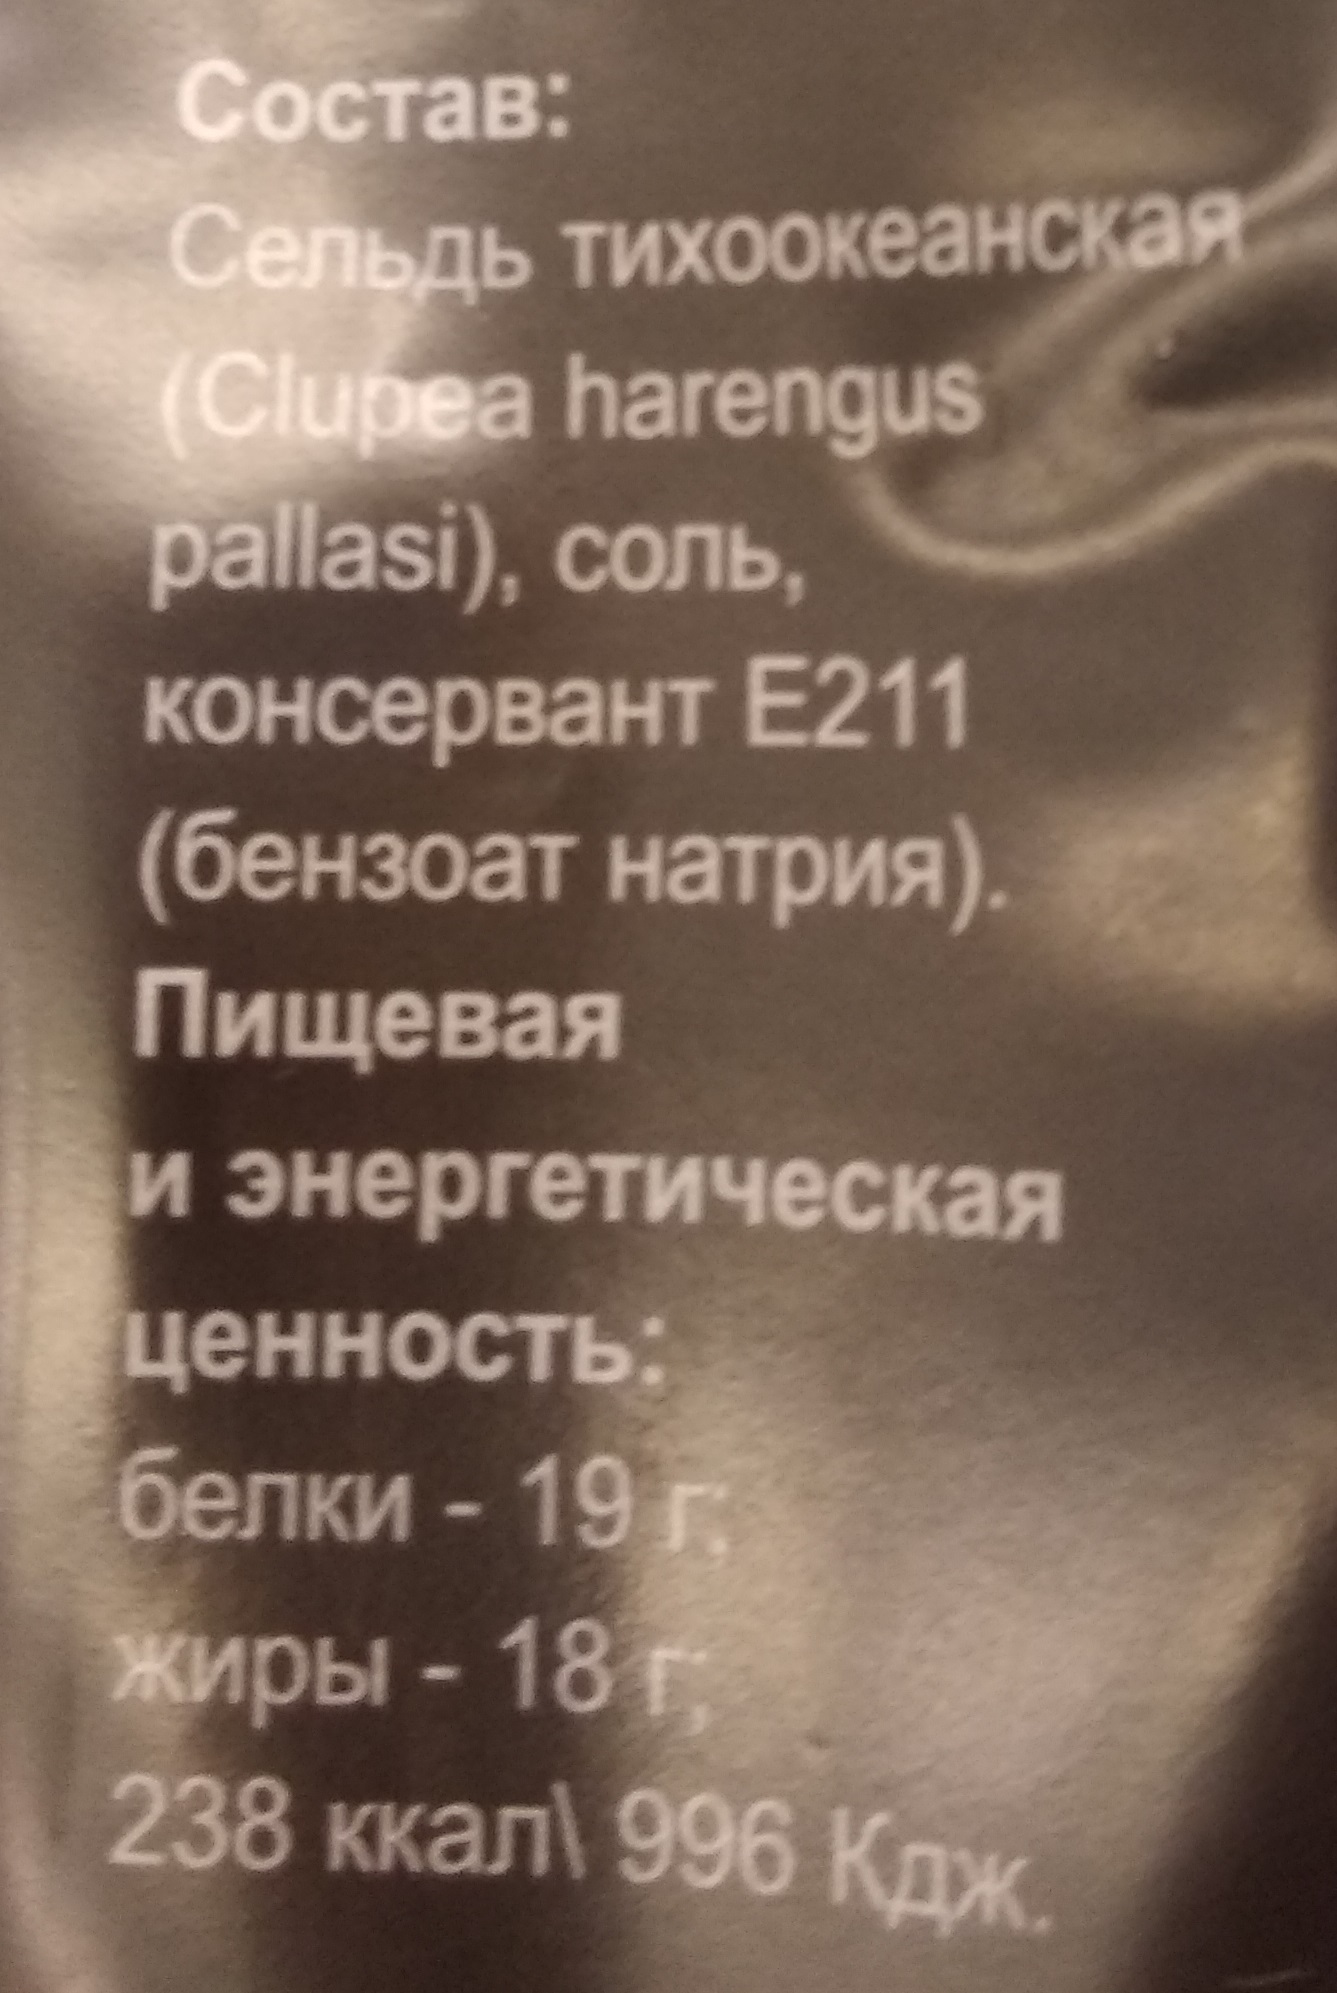 Состав:
Сельдь тихоокеанская
(Clupea harengus
pallasi), соль,
консервант Е211
(бензоат натрия).
Пищевая
и энергетическая
ценность:
белки - 19 г;
жиры - 18 г;
238 ккал\ 996 Кдж.